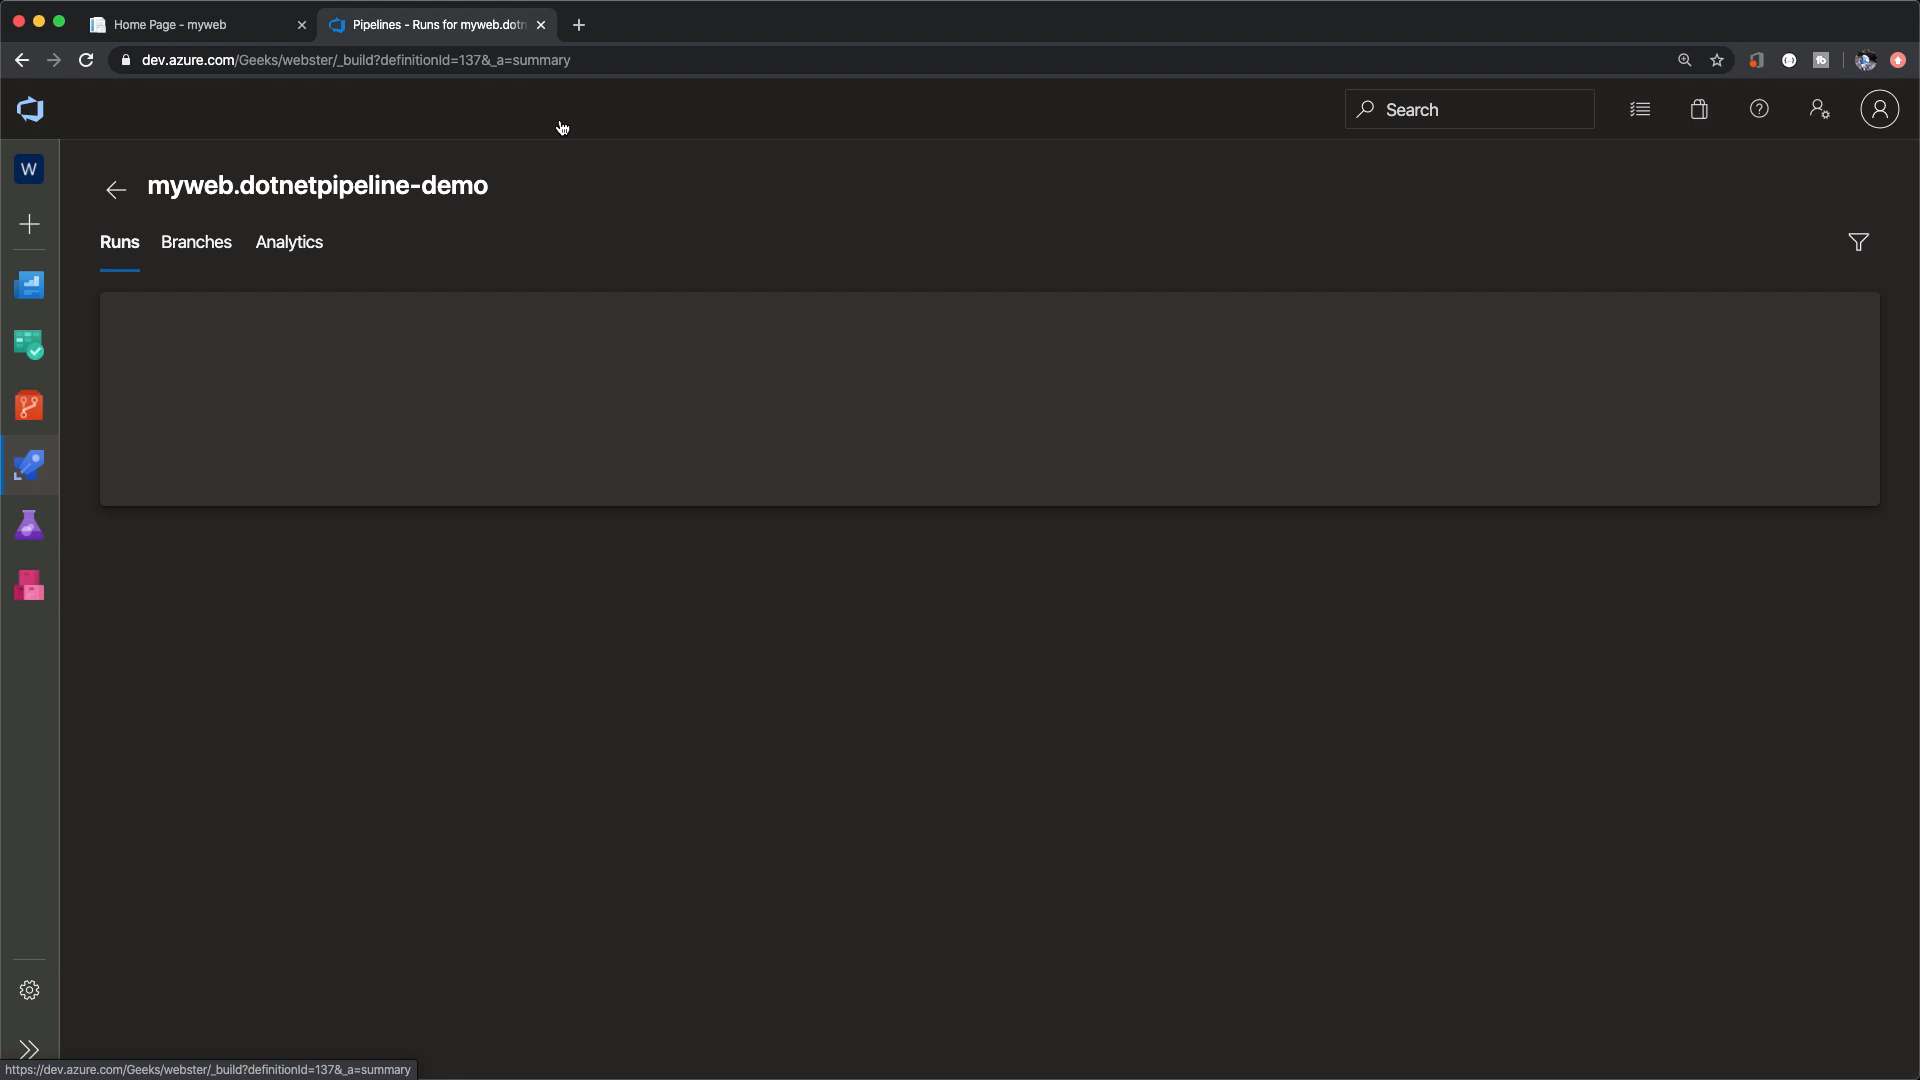 Home Page - myweb
Pipelines - Runs for myweb.dotn
dev.azure.com/Geeks/webster/_build?definitionId=137&_a=summary
Search
W
myweb.dotnetpipeline-demo
Runs Branches Analytics
https://dev.azure.com/Geeks/webster/_build?definitionId=137&_a=summary